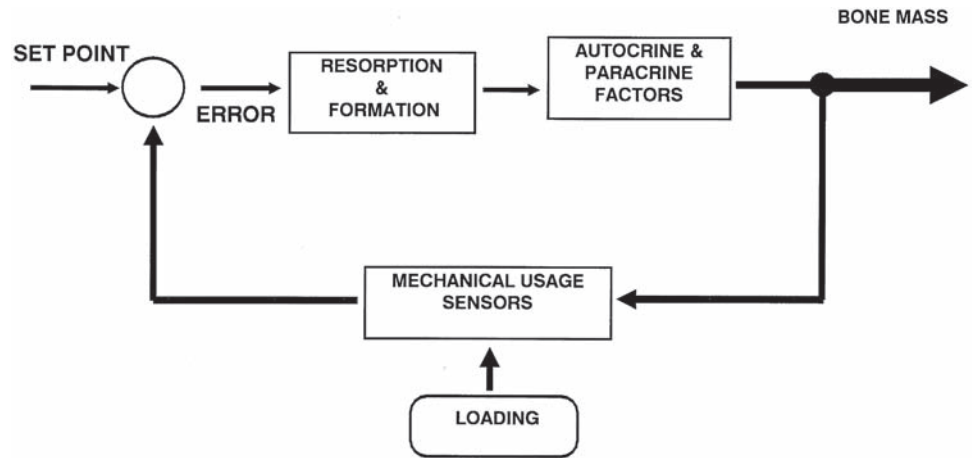 BONE MASS
SET POINT
ERROR
RESORPTION
&
FORMATION
AUTOCRINE &
PARACRINE
FACTORS
MECHANICAL USAGE
SENSORS
LOADING